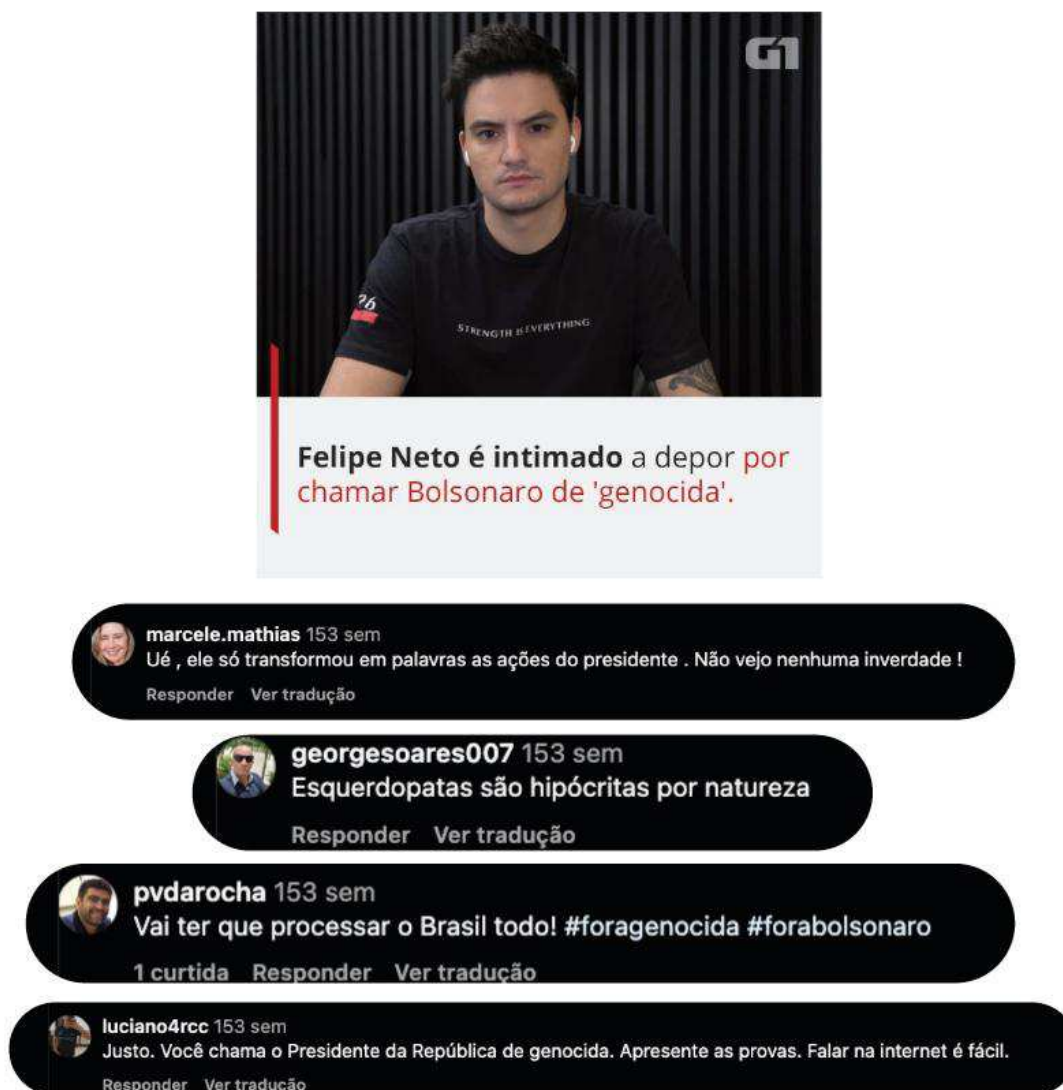 G1
STRENGTH IS EVERYTHING
Felipe Neto é intimado a depor por
chamar Bolsonaro de 'genocida'.
marcele.mathias 153 sem
Ué , ele só transformou em palavras as ações do presidente . Não vejo nenhuma inverdade !
Responder Ver tradução
georgesoares007 153 sem
Esquerdopatas são hipócritas por natureza
Responder Ver tradução
pvdarocha 153 sem
Vai ter que processar o Brasil todo! #foragenocida #forabolsonaro
1 curtida Responder Ver tradução
luciano4rcc 153 sem
Justo. Você chama o Presidente da República de genocida. Apresente as provas. Falar na internet é fácil.
Responder Ver tradução